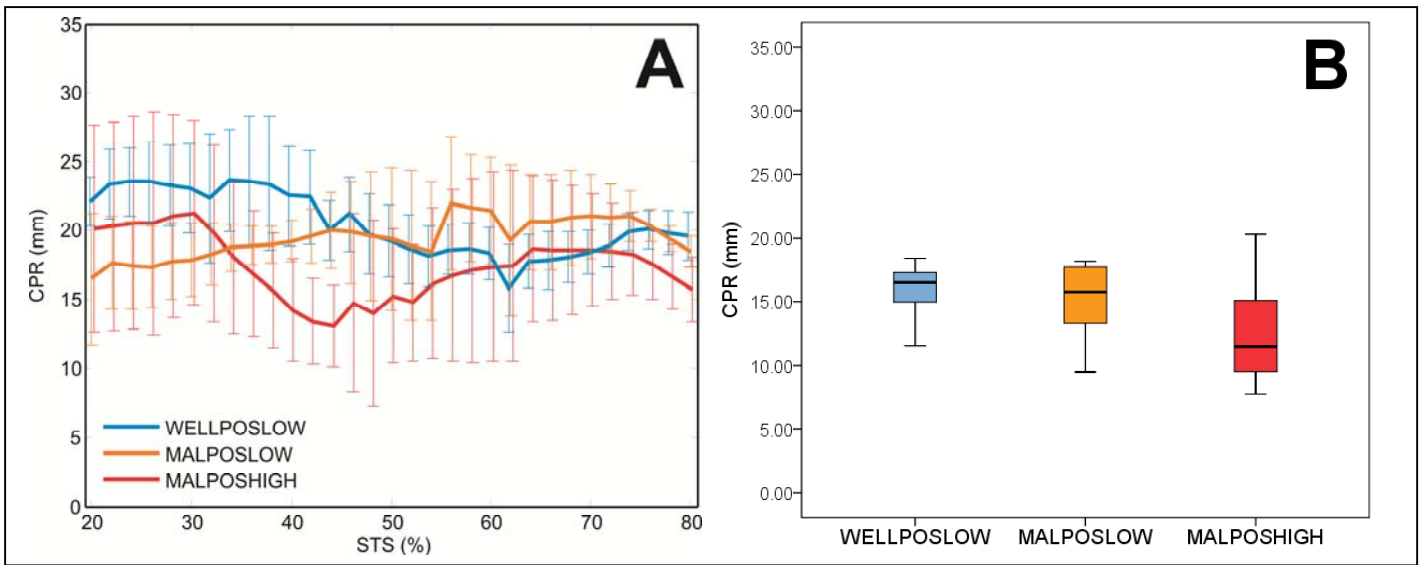 A
35
30
25
20
15
10
5
0
CPR (mm)
WELLPOSLOW
MALPOSLOW
MALPOSHIGH
20 30 40 50 60 70 80
STS (%)
B
35.00
30.00
25.00
20.00
15.00
10.00
5.00
0.00
CPR (mm)
WELLPOSLOW MALPOSLOW MALPOSHIGH